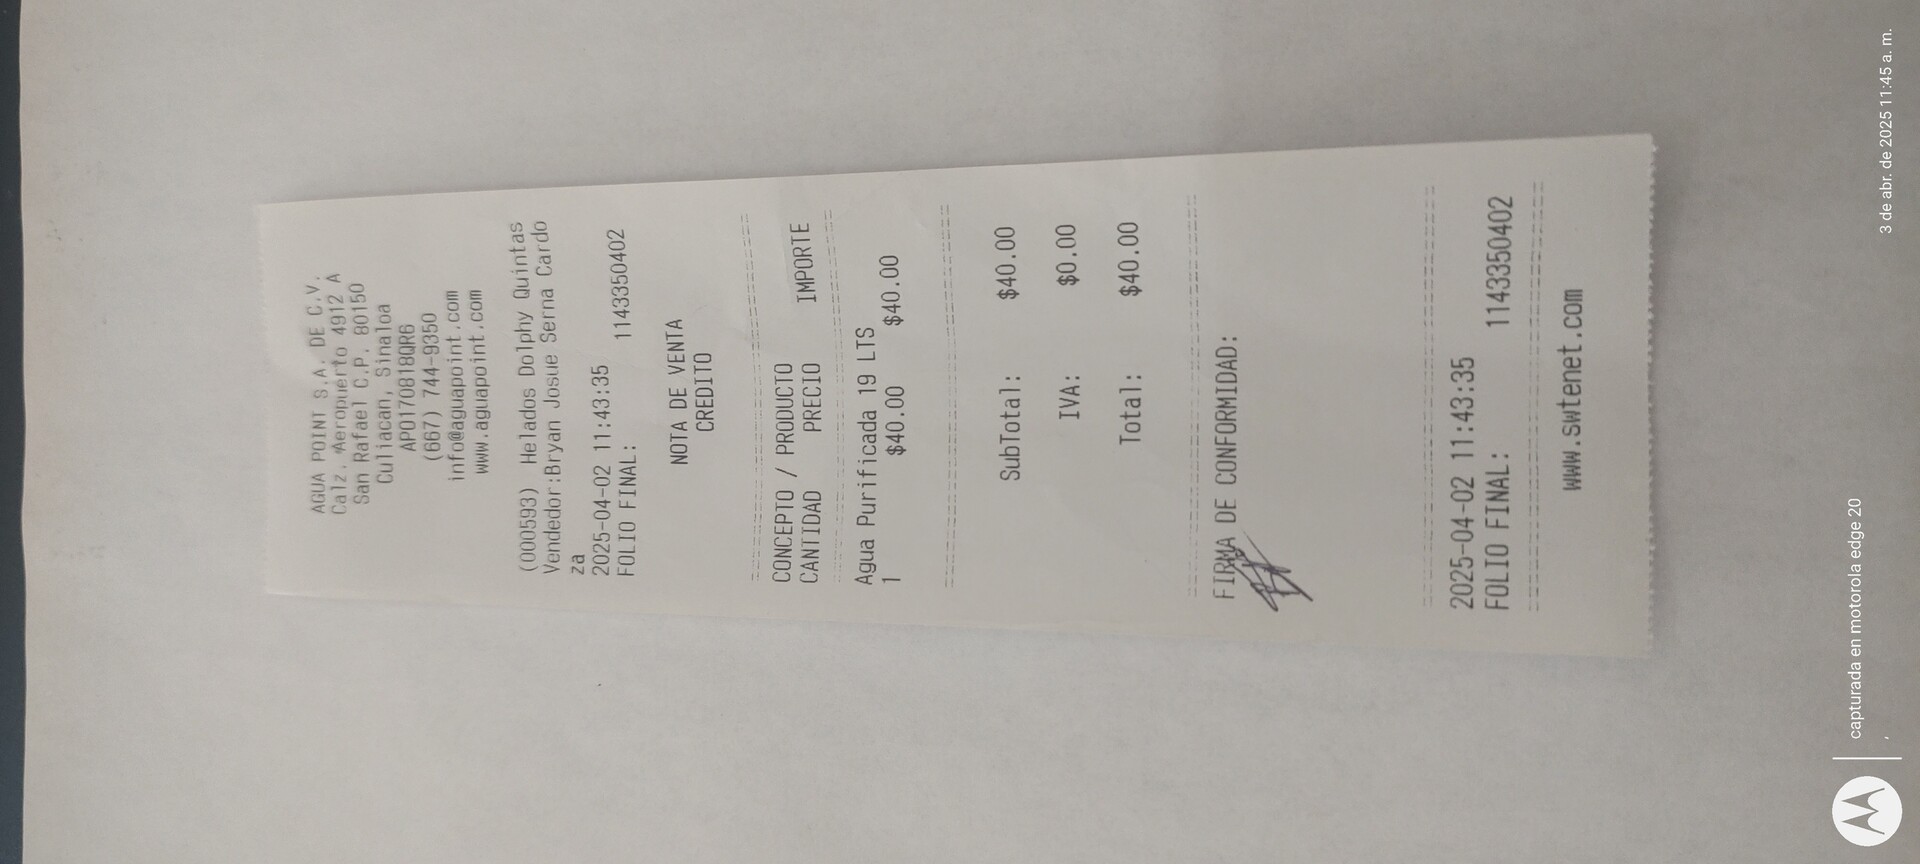 AGUA POINT S.A. DE C.V.
Calz. Aeropuerto 4912 A
San Rafael C.P. 80150
Culiacan, Sinaloa
APO170818QR6
(667) 744-9350
info@aguapoint.com
www.aguapoint.com
(000593) Helados Dolphy Quintas
Vendedor:Bryan Josue Serna Cardo
za
2025-04-02 11:43:35
FOLIO FINAL: 114335​0402
NOTA DE VENTA
CREDITO
CONCEPTO / PRODUCTO
CANTIDAD PRECIO IMPORTE
Agua Purificada 19 LTS
1 $40.00 $40.00
SubTotal: $40.00
IVA: $0.00
Total: $40.00
FIRMA DE CONFORMIDAD:
2025-04-02 11:43:35
FOLIO FINAL: 1143350402
www.swtenet.com
capturada en motorola edge 20
,
3 de abr. de 2025 11:45 a. m.